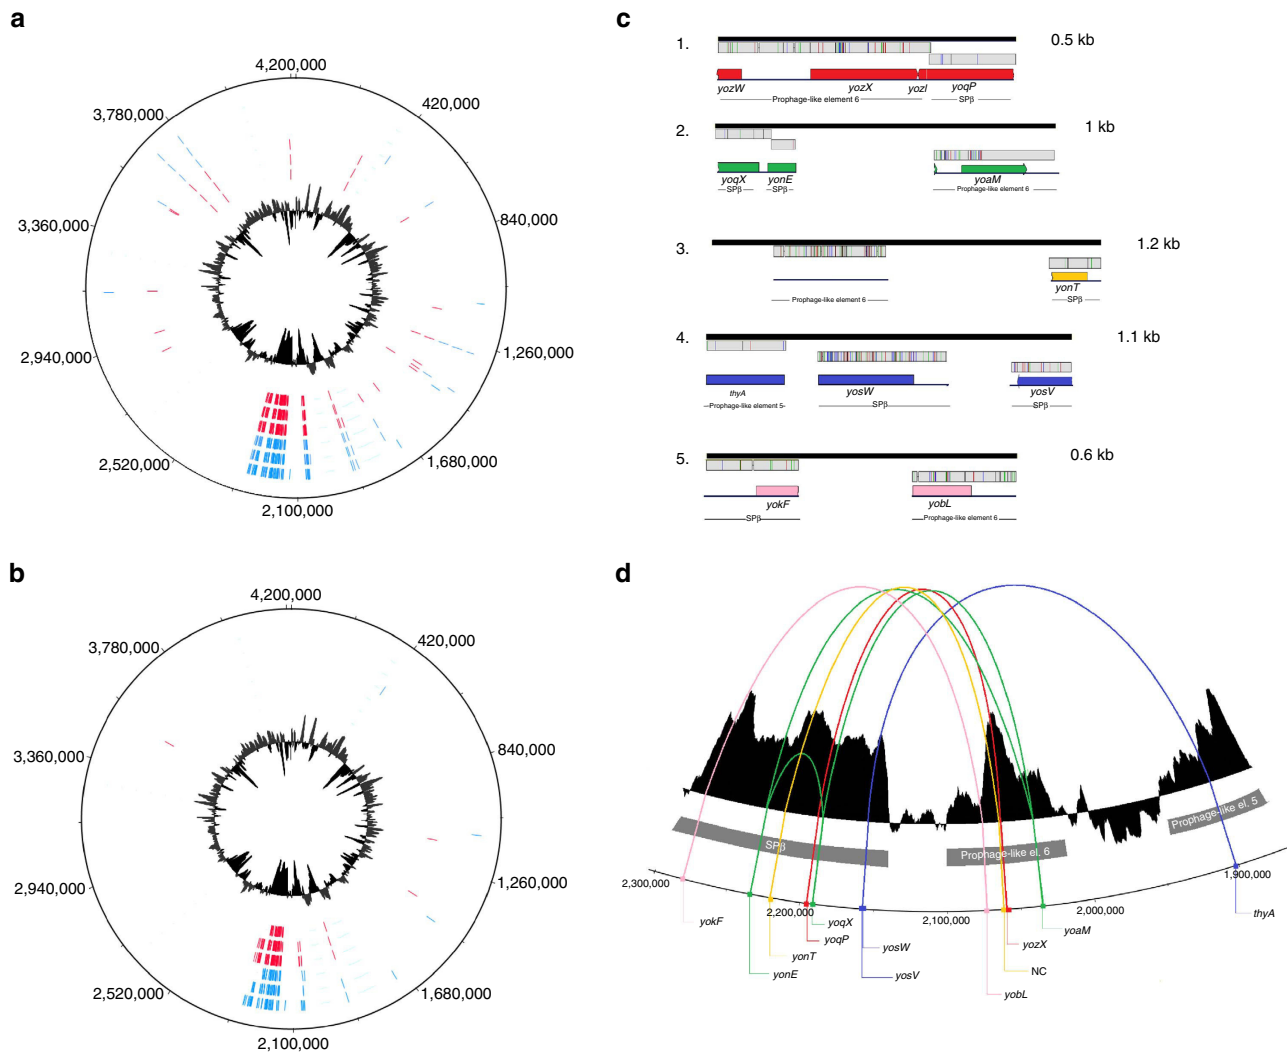 a
4,200,000
420,000
840,000
1,260,000
1,680,000
2,100,000
2,520,000
2,940,000
3,360,000
3,780,000
b
4,200,000
420,000
840,000
1,260,000
1,680,000
2,100,000
2,520,000
2,940,000
3,360,000
3,780,000
c
1.
0.5 kb
yozW yozX yozI yoqP
Prophage-like element 6 SPβ
2.
1 kb
yoqX yonE yoaM
SPβ SPβ Prophage-like element 6
3.
1.2 kb
yonT
Prophage-like element 6 SPβ
4.
1.1 kb
thyA yosW yosV
Prophage-like element 5 SPβ SPβ
5.
0.6 kb
yokF yobL
SPβ Prophage-like element 6
d
SPβ
Prophage-like el. 6
Prophage-like el. 5
2,300,000
2,200,000
2,100,000
2,000,000
1,900,000
yokF
yonE
yonT
yoqP
yoqX
yosW
yosV
yobL
NC
yozX
yoaM
thyA